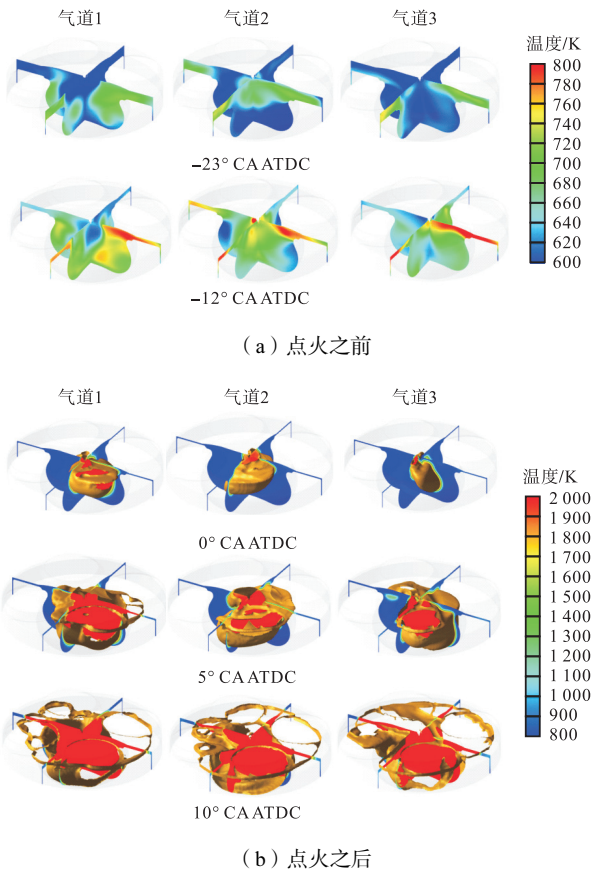 气道1 气道2 气道3
温度/K
800
780
760
740
720
700
680
660
640
620
600
–23° CA ATDC
–12° CA ATDC
（a）点火之前
气道1 气道2 气道3
温度/K
2 000
1 900
1 800
1 700
1 600
1 500
1 400
1 300
1 200
1 100
1 000
900
800
0° CA ATDC
5° CA ATDC
10° CA ATDC
（b）点火之后